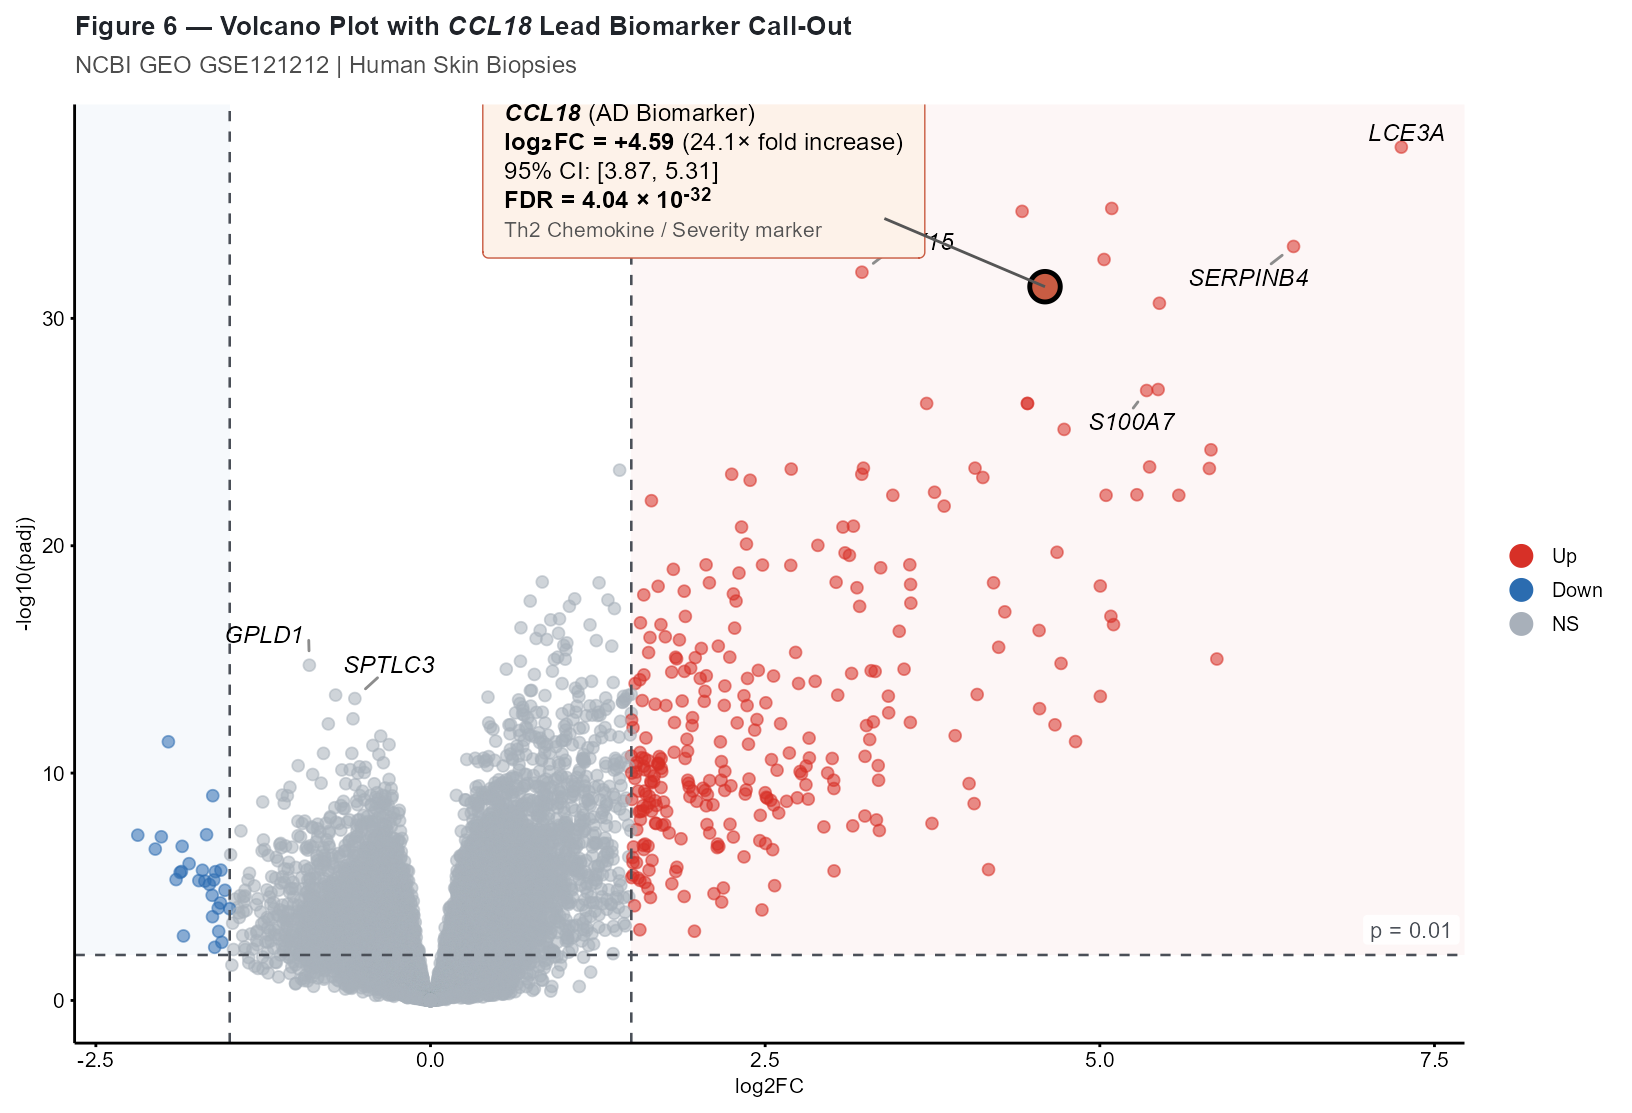 Figure 6 — Volcano Plot with CCL18 Lead Biomarker Call-Out
NCBI GEO GSE121212 | Human Skin Biopsies
CCL18 (AD Biomarker)
log₂FC = +4.59 (24.1× fold increase)
95% CI: [3.87, 5.31]
FDR = 4.04 × 10⁻³²
Th2 Chemokine / Severity marker
LCE3A
15
SERPINB4
S100A7
GPLD1
SPTLC3
p = 0.01
-log10(padj)
30
20
10
0
-2.5
0.0
2.5
5.0
7.5
log2FC
Up
Down
NS